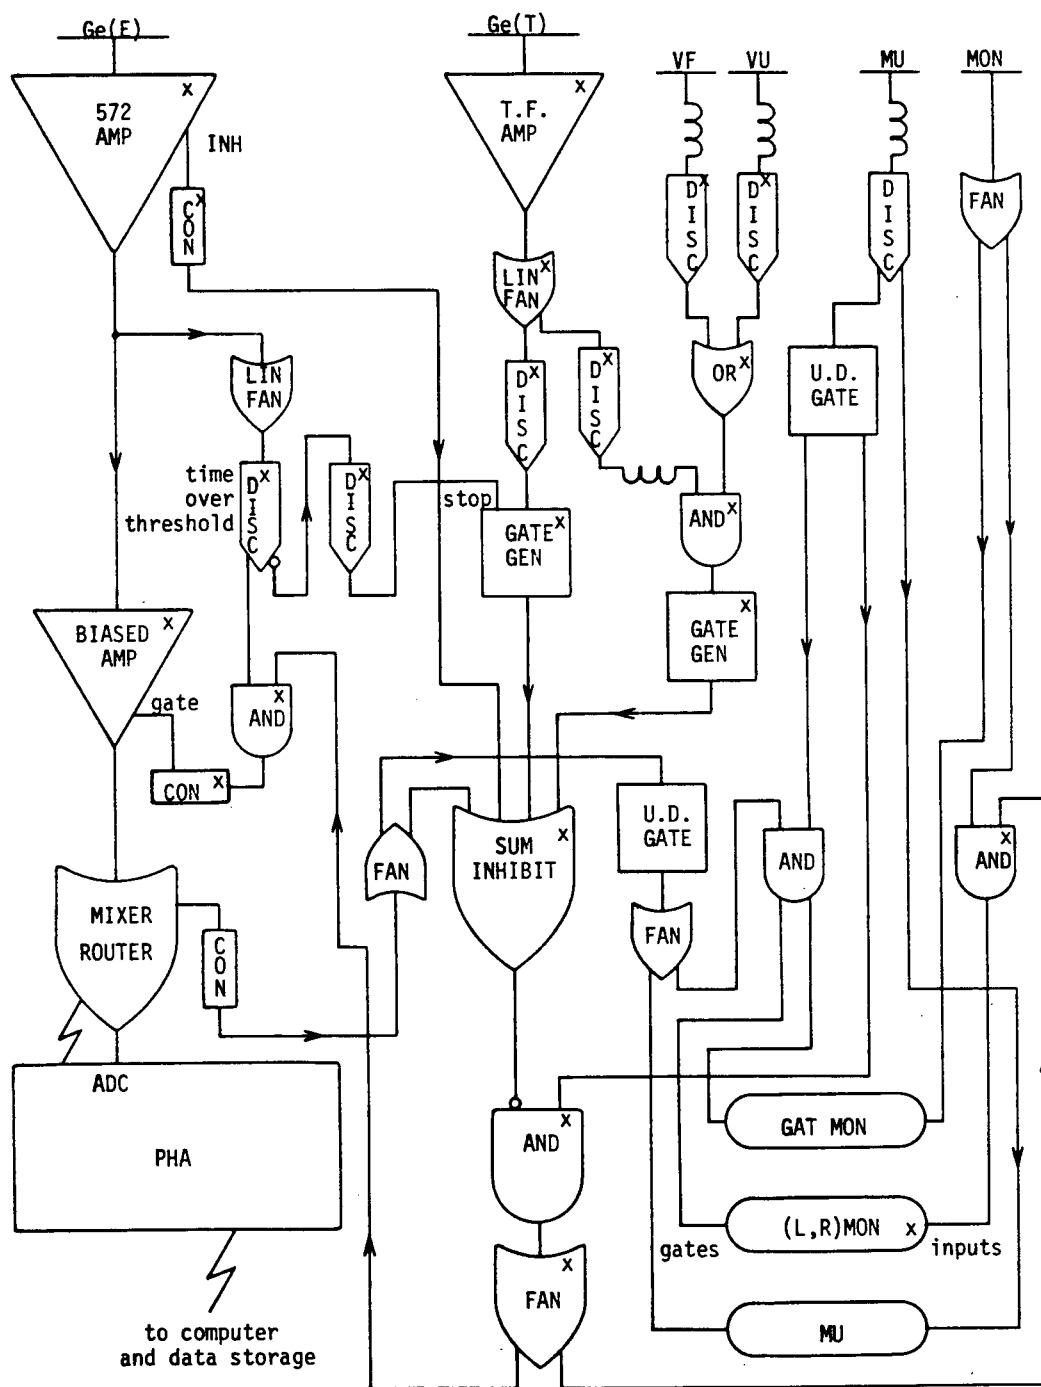 Ge(E)
Ge(T)
VF
VU
MU
MON
572
AMP
x
INH
CON
x
T.F.
AMP
x
DISC
x
DISC
x
DISC
FAN
LIN
FAN
x
LIN
FAN
DISC
x
DISC
x
OR
x
U.D.
GATE
time
over
threshold
DISC
x
DISC
x
stop
GATE
GEN
x
AND
x
GATE
GEN
x
BIASED
AMP
x
gate
AND
x
CON
x
FAN
SUM
INHIBIT
x
U.D.
GATE
AND
AND
x
MIXER
ROUTER
CON
FAN
ADC
PHA
AND
x
GAT MON
(L,R)MON
x
gates
inputs
FAN
x
MU
to computer
and data storage